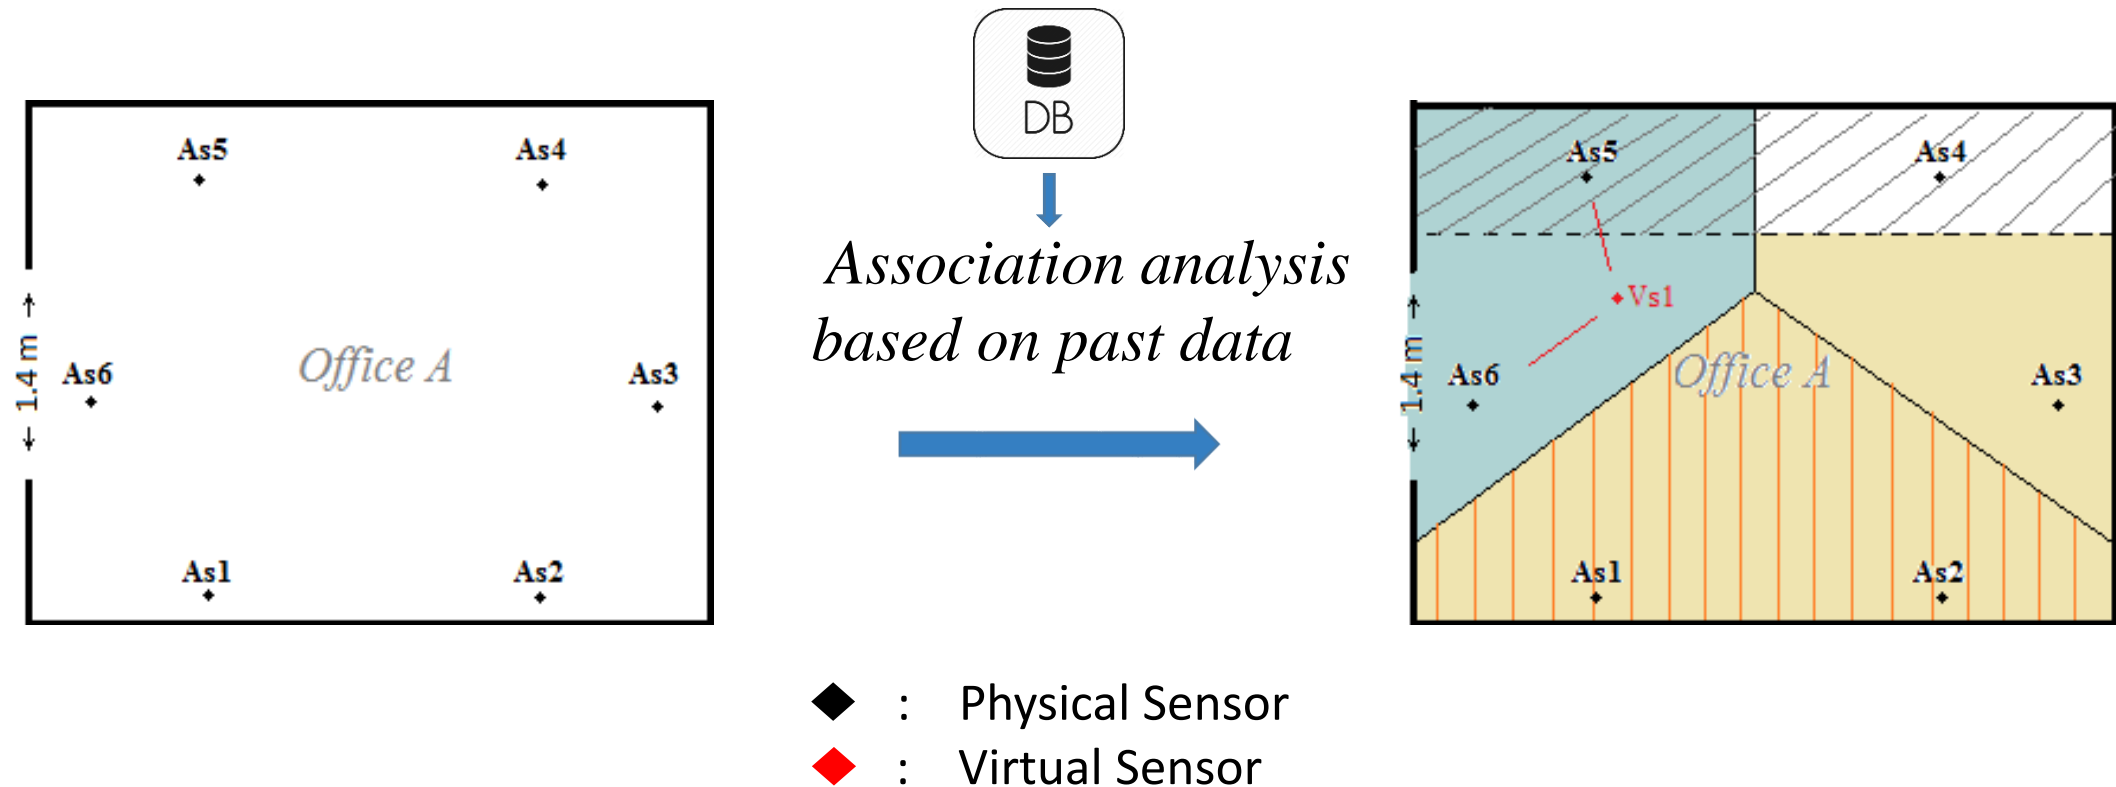 DB
As5
As4
1.4 m
As6
Office A
As3
As1
As2
Association analysis
based on past data
As5
As4
Vs1
1.4 m
As6
Office A
As3
As1
As2
: Physical Sensor
: Virtual Sensor